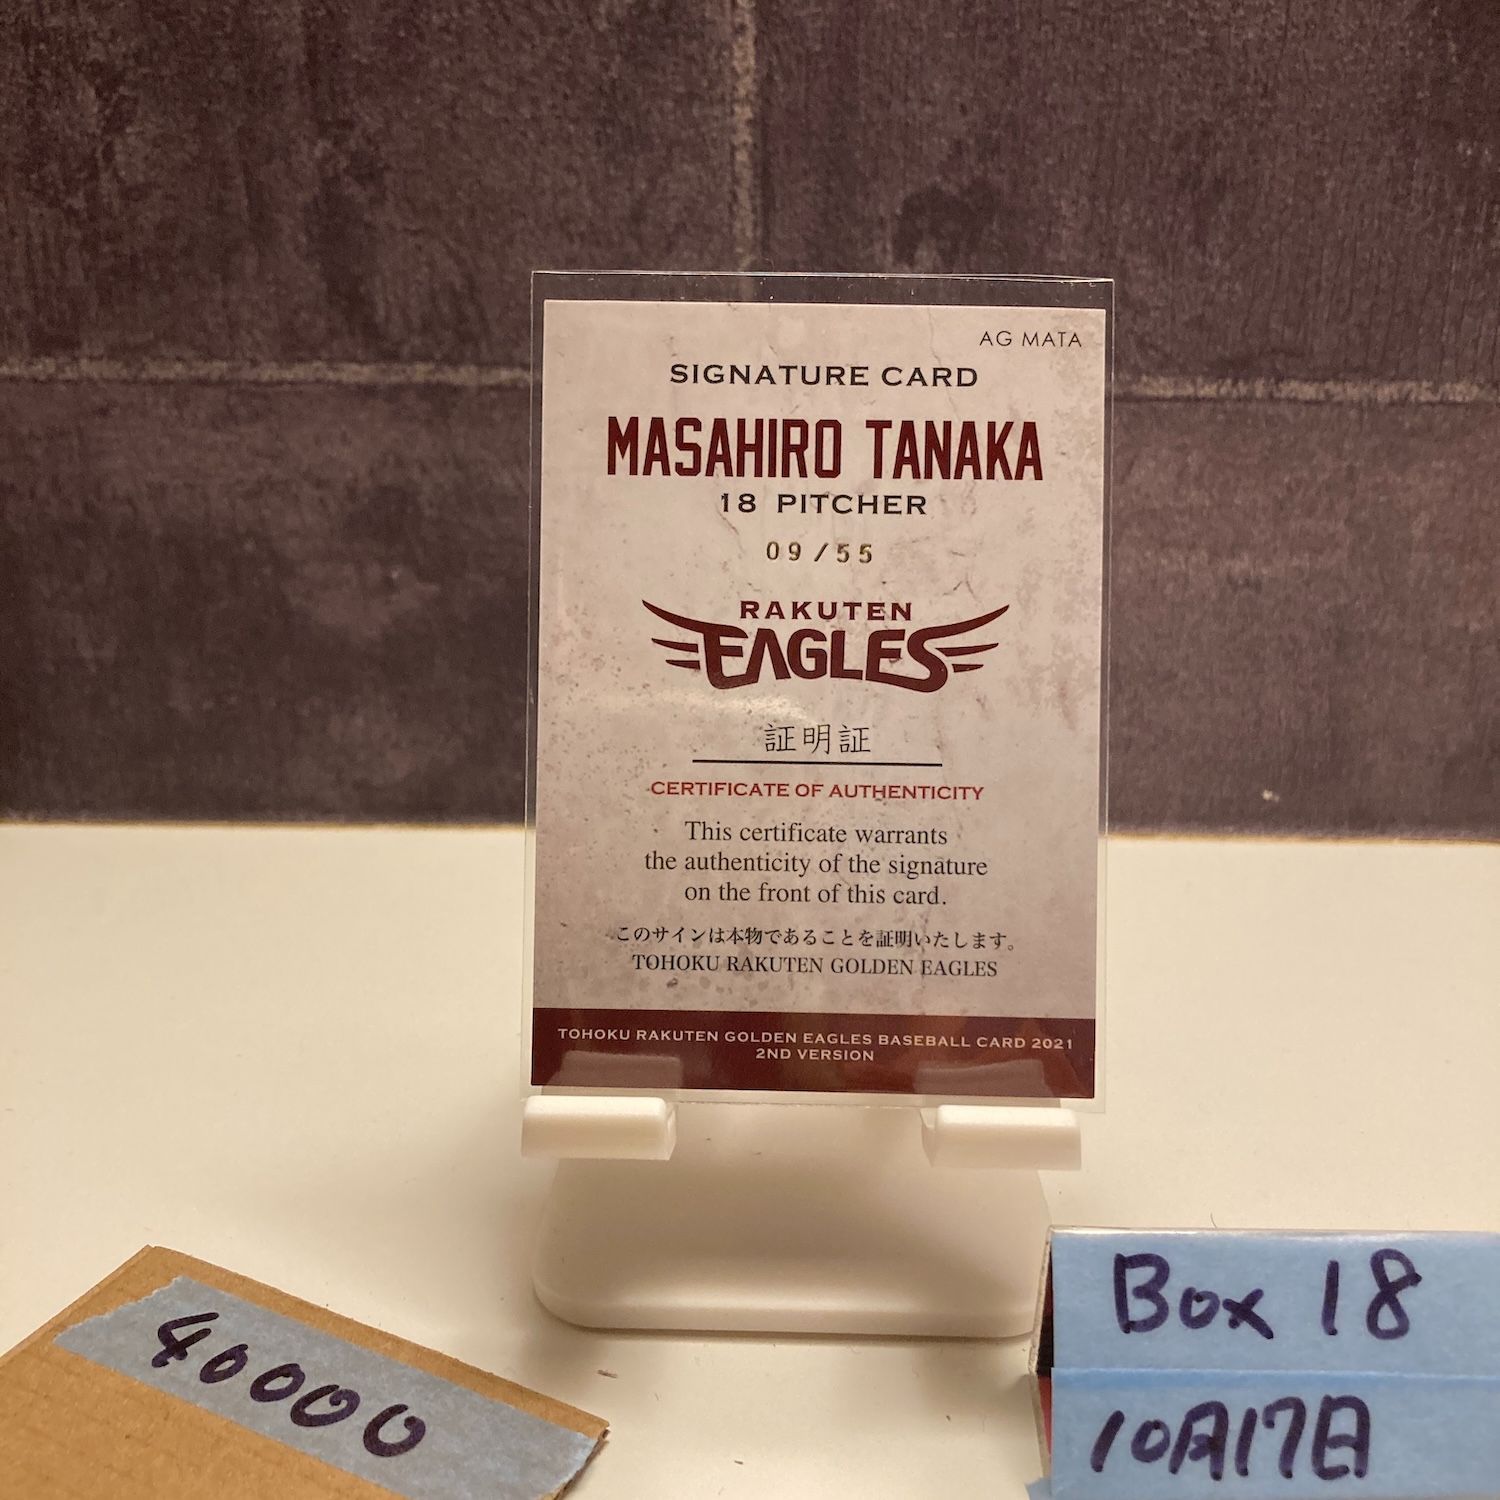 AG MATA
SIGNATURE CARD
MASAHIRO TANAKA
18 PITCHER
09/55
RAKUTEN
EAGLES
証明証
CERTIFICATE OF AUTHENTICITY
This certificate warrants
the authenticity of the signature
on the front of this card.
このサインは本物であることを証明いたします。
TOHOKU RAKUTEN GOLDEN EAGLES
TOHOKU RAKUTEN GOLDEN EAGLES BASEBALL CARD 2021
2ND VERSION
40000
Box 18
10月17日